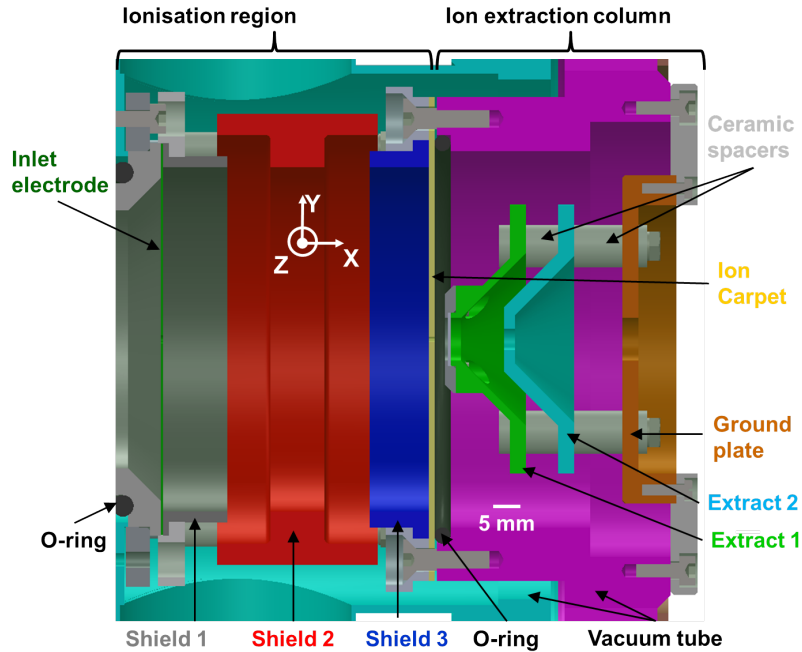 Ionisation region
Ion extraction column
Ceramic
spacers
Inlet
electrode
Y
Z
X
Ion
Carpet
Ground
plate
Extract 2
5 mm
O-ring
Extract 1
Shield 1
Shield 2
Shield 3
O-ring
Vacuum tube